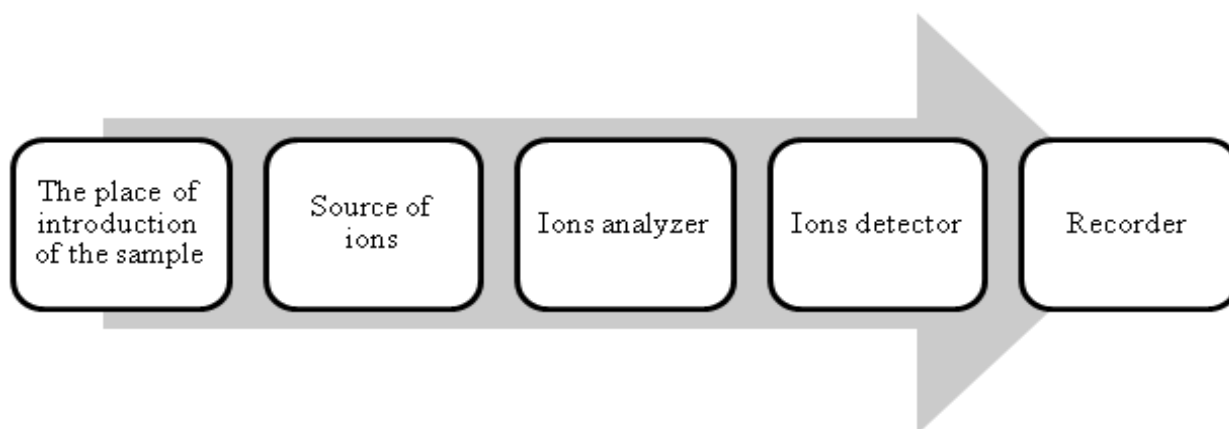 The place of
introduction
of the sample
Source of
ions
Ions analyzer
Ions detector
Recorder